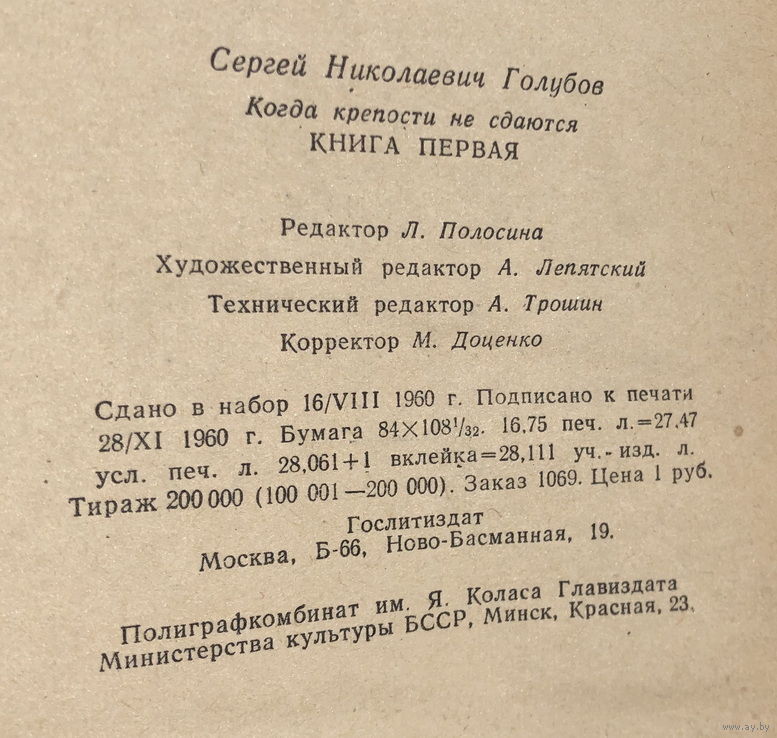 Сергей Николаевич Голубов
Когда крепости не сдаются
КНИГА ПЕРВАЯ
Редактор Л. Полосина
Художественный редактор А. Лепятский
Технический редактор А. Трошин
Корректор М. Доценко
Сдано в набор 16/VIII 1960 г. Подписано к печати
28/XI 1960 г. Бумага 84×108 1/32. 16,75 печ. л.=27,47
усл. печ. л. 28,061+1 вклейка=28,111 уч.-изд. л.
Тираж 200 000 (100 001—200 000). Заказ 1069. Цена 1 руб.
Гослитиздат
Москва, Б-66, Ново-Басманная, 19.
Полиграфкомбинат им. Я. Коласа Главиздата
Министерства культуры БССР, Минск, Красная, 23.
www.ay.by